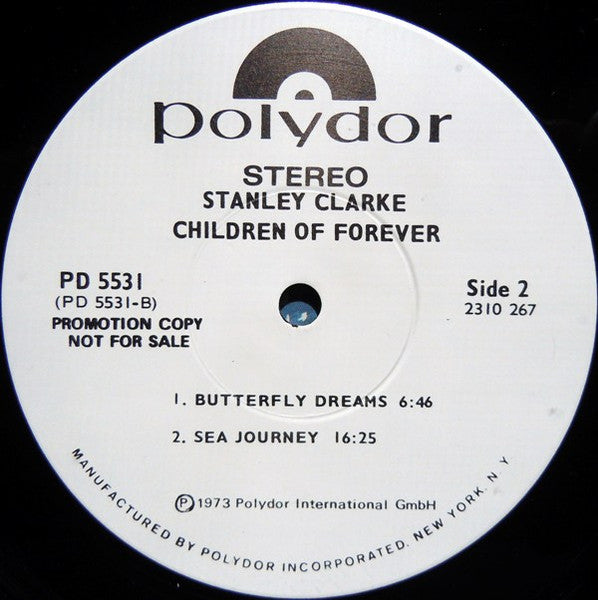 polydor
STEREO
STANLEY CLARKE
CHILDREN OF FOREVER
PD 5531
(PD 5531-B)
PROMOTION COPY
NOT FOR SALE
Side 2
2310 267
1. BUTTERFLY DREAMS 6:46
2. SEA JOURNEY 16:25
Ⓟ 1973 Polydor International GmbH
MANUFACTURED BY POLYDOR INCORPORATED. NEW YORK. N.Y